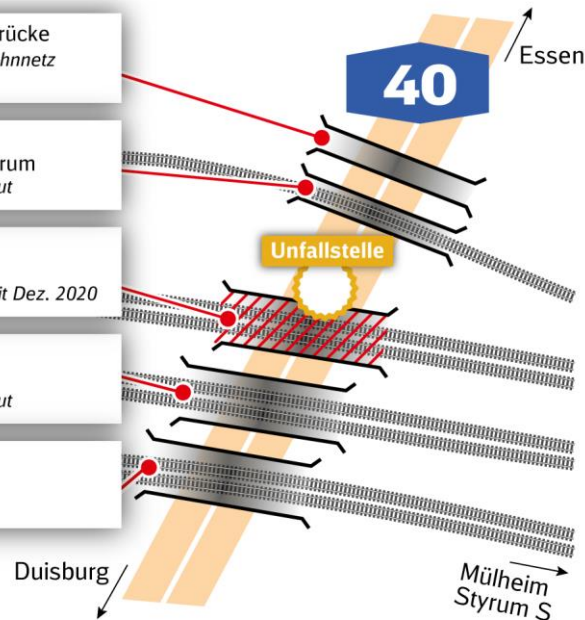 rücke
hnnetz
rum
ut
it Dez. 2020
ut
Essen
40
Unfallstelle
Duisburg
Mülheim
Styrum S